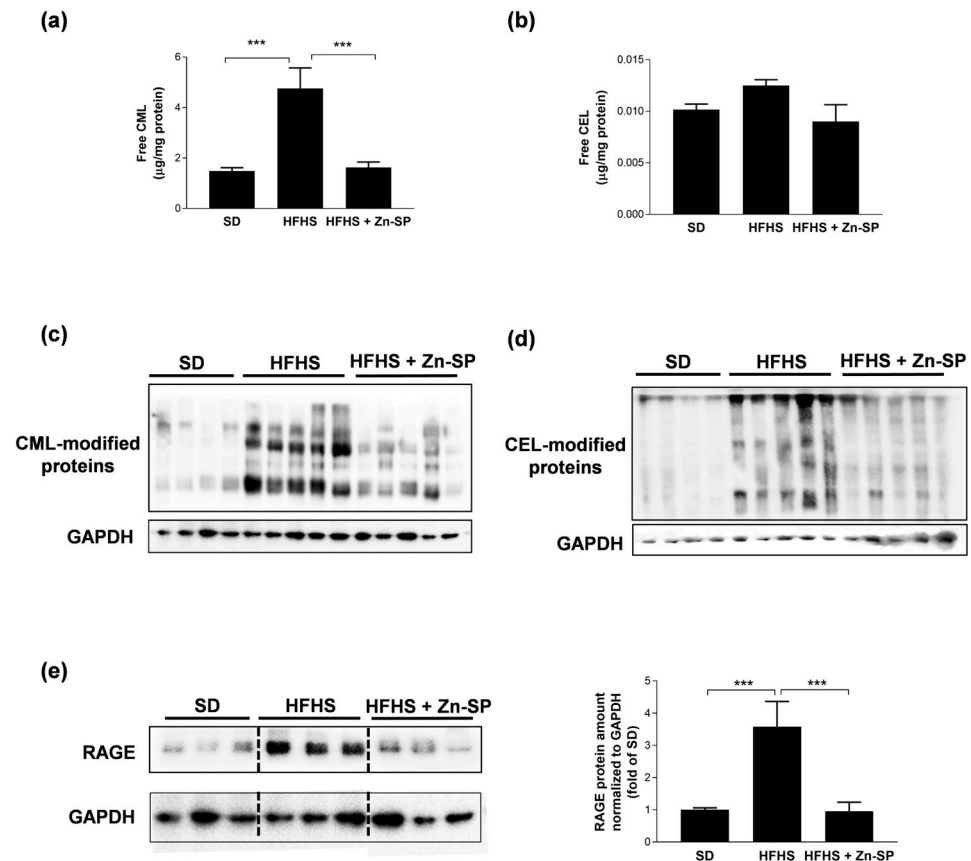 (a)
*** ***
6
4
2
0
Free CML
(µg/mg protein)
SD HFHS HFHS + Zn-SP
(b)
0.015
0.010
0.005
0.000
Free CEL
(µg/mg protein)
SD HFHS HFHS + Zn-SP
(c)
SD HFHS HFHS + Zn-SP
CML-modified
proteins
GAPDH
(d)
SD HFHS HFHS + Zn-SP
CEL-modified
proteins
GAPDH
(e)
SD HFHS HFHS + Zn-SP
RAGE
GAPDH
*** ***
5
4
3
2
1
0
RAGE protein amount
normalized to GAPDH
(fold of SD)
SD HFHS HFHS + Zn-SP